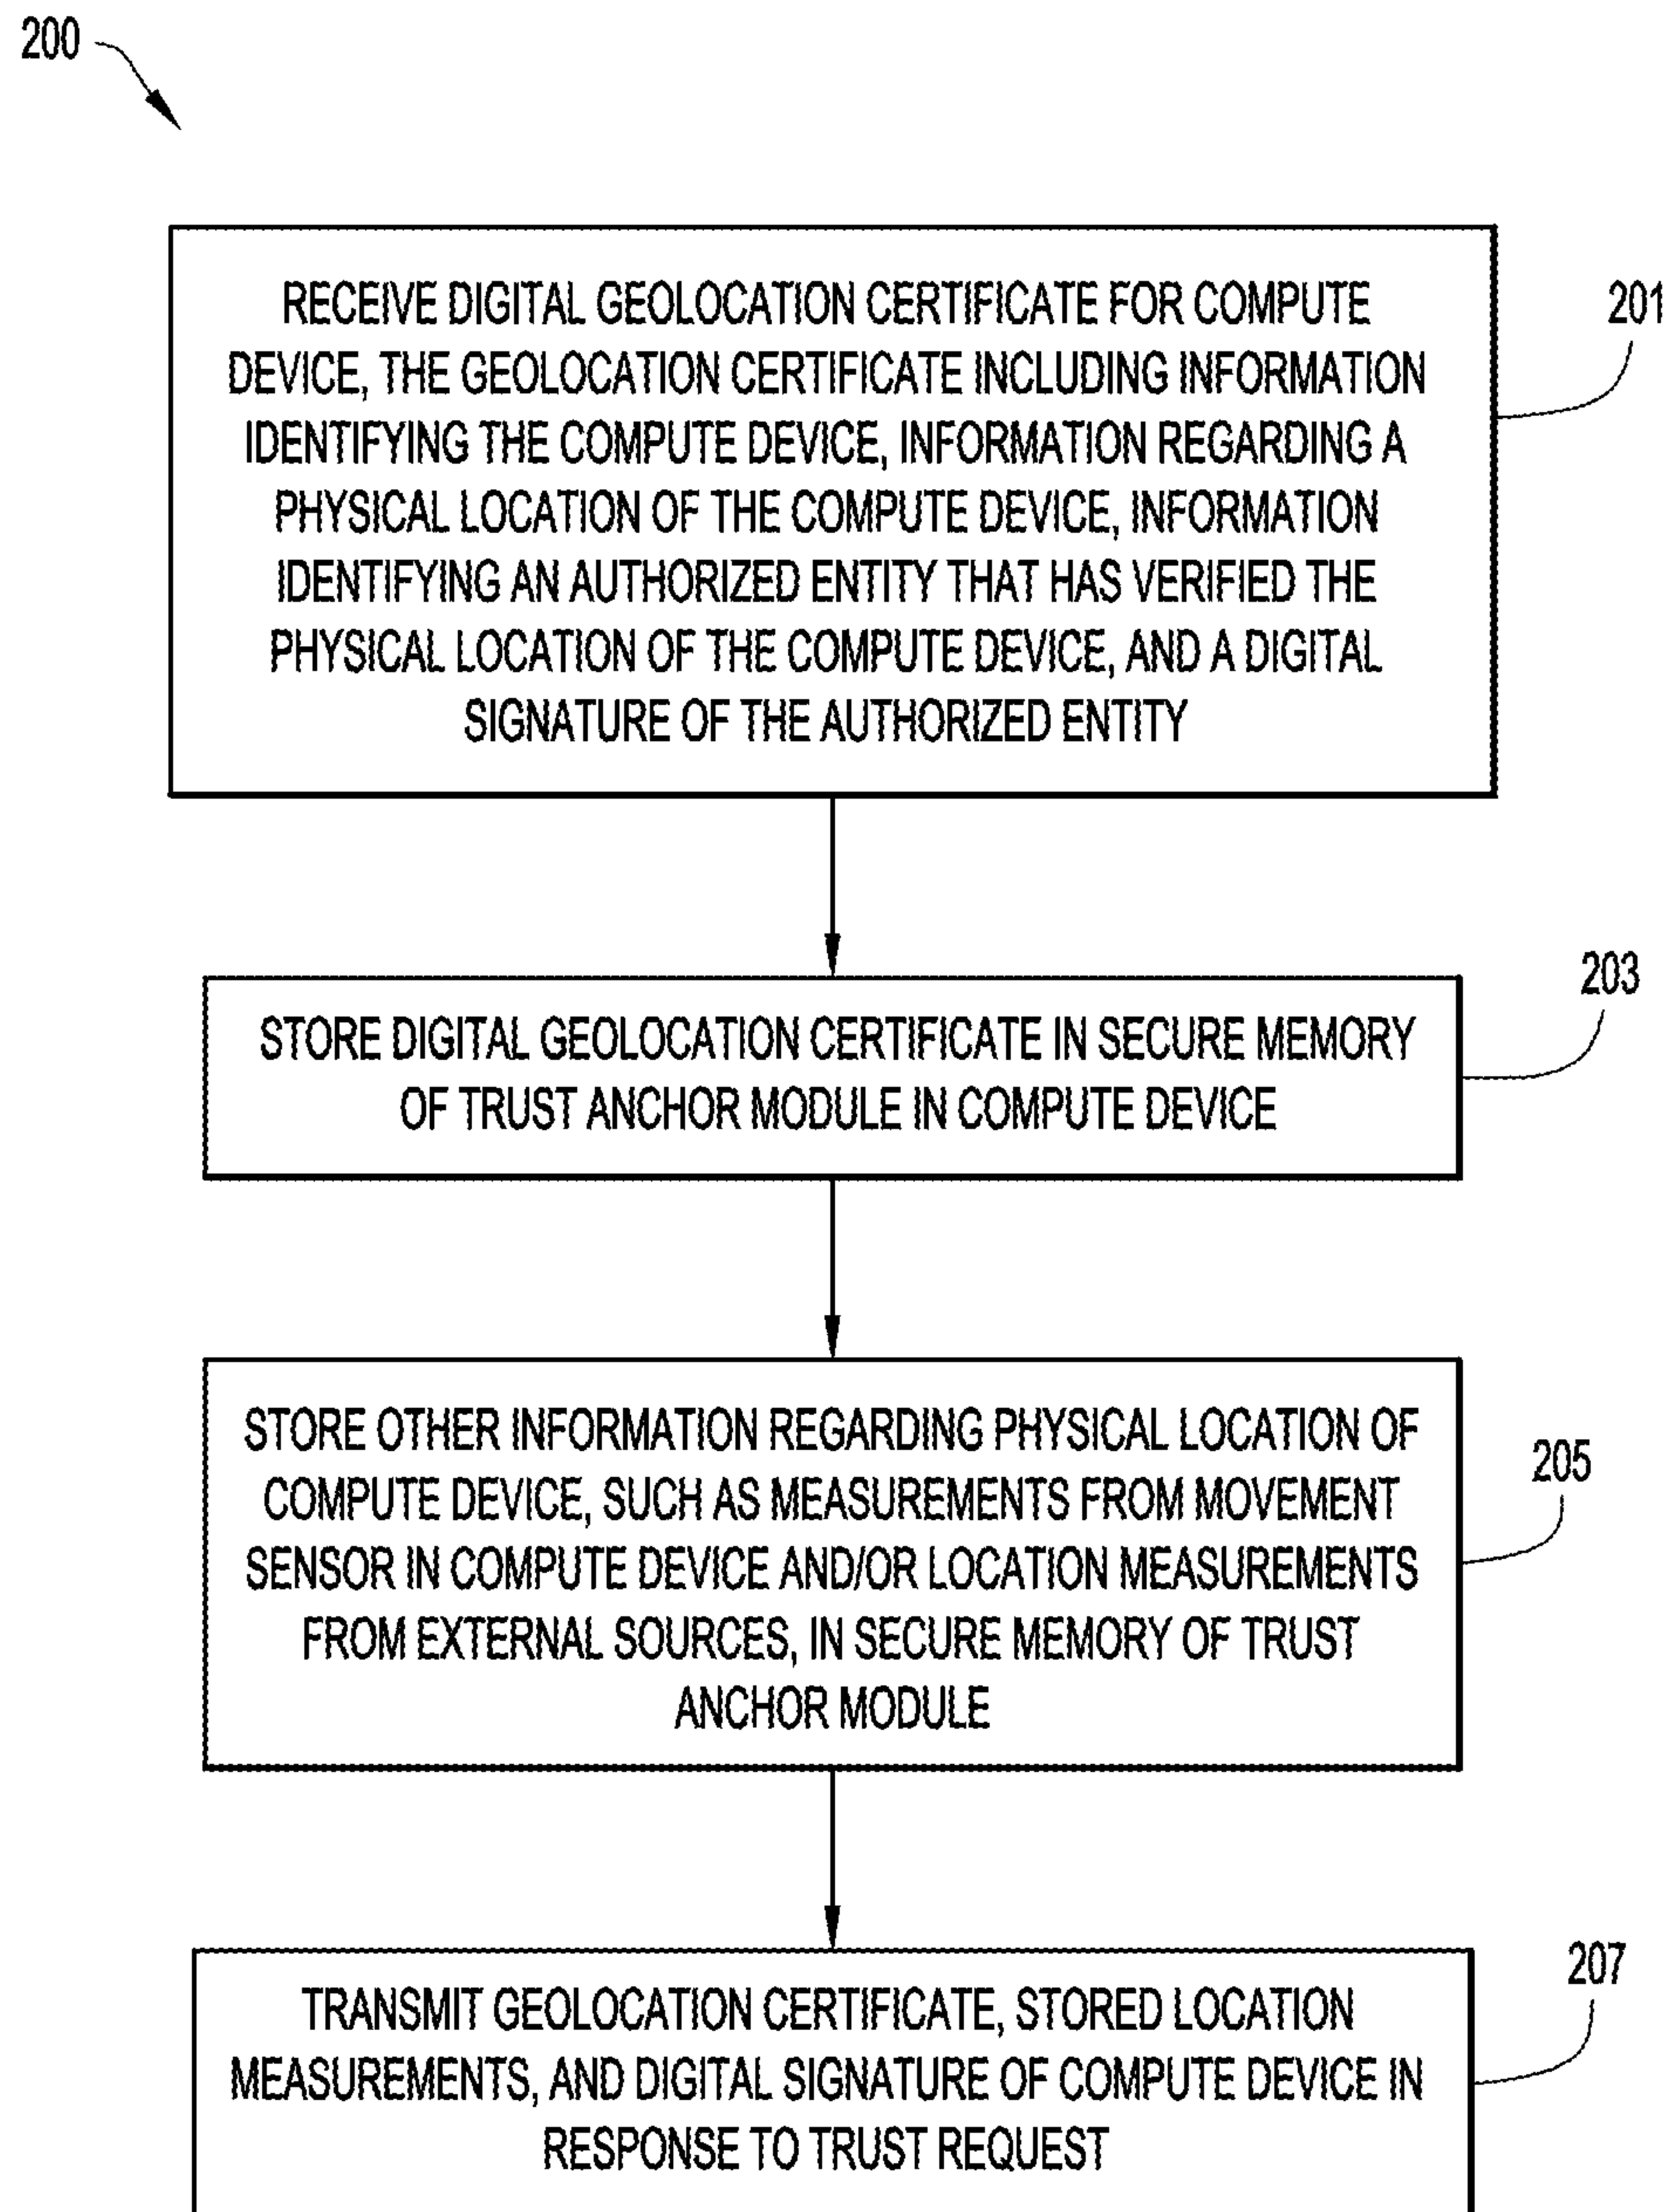 200
RECEIVE DIGITAL GEOLOCATION CERTIFICATE FOR COMPUTE
DEVICE, THE GEOLOCATION CERTIFICATE INCLUDING INFORMATION
IDENTIFYING THE COMPUTE DEVICE, INFORMATION REGARDING A
PHYSICAL LOCATION OF THE COMPUTE DEVICE, INFORMATION
IDENTIFYING AN AUTHORIZED ENTITY THAT HAS VERIFIED THE
PHYSICAL LOCATION OF THE COMPUTE DEVICE, AND A DIGITAL
SIGNATURE OF THE AUTHORIZED ENTITY
201
STORE DIGITAL GEOLOCATION CERTIFICATE IN SECURE MEMORY
OF TRUST ANCHOR MODULE IN COMPUTE DEVICE
203
STORE OTHER INFORMATION REGARDING PHYSICAL LOCATION OF
COMPUTE DEVICE, SUCH AS MEASUREMENTS FROM MOVEMENT
SENSOR IN COMPUTE DEVICE AND/OR LOCATION MEASUREMENTS
FROM EXTERNAL SOURCES, IN SECURE MEMORY OF TRUST
ANCHOR MODULE
205
TRANSMIT GEOLOCATION CERTIFICATE, STORED LOCATION
MEASUREMENTS, AND DIGITAL SIGNATURE OF COMPUTE DEVICE IN
RESPONSE TO TRUST REQUEST
207